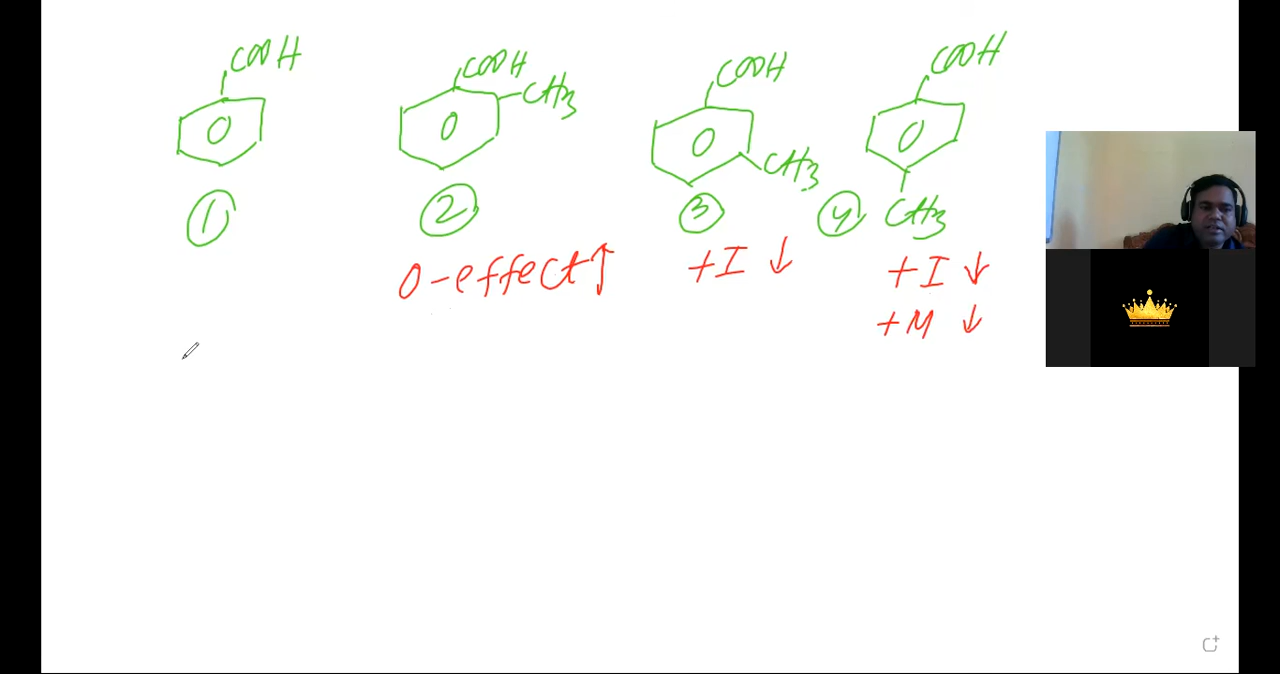 COOH COOH COOH COOH
CH3
CH3
1 2 3 4 CH3
O-effect↑ +I ↓ +I ↓
+M ↓